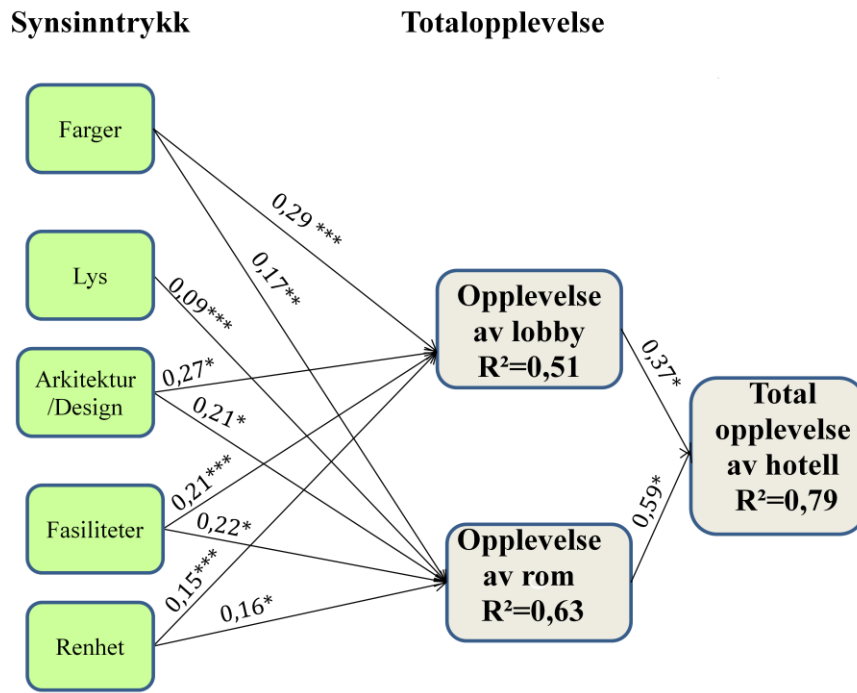 Synsinntrykk
Totalopplevelse
Farger
0,29 ***
0,17**
Lys
0,09***
Opplevelse
av lobby
R²=0,51
Arkitektur
/Design
0,27*
0,21*
0,37*
Total
opplevelse
av hotell
R²=0,79
Fasiliteter
0,21***
0,22*
0,59*
Opplevelse
av rom
R²=0,63
Renhet
0,15***
0,16*